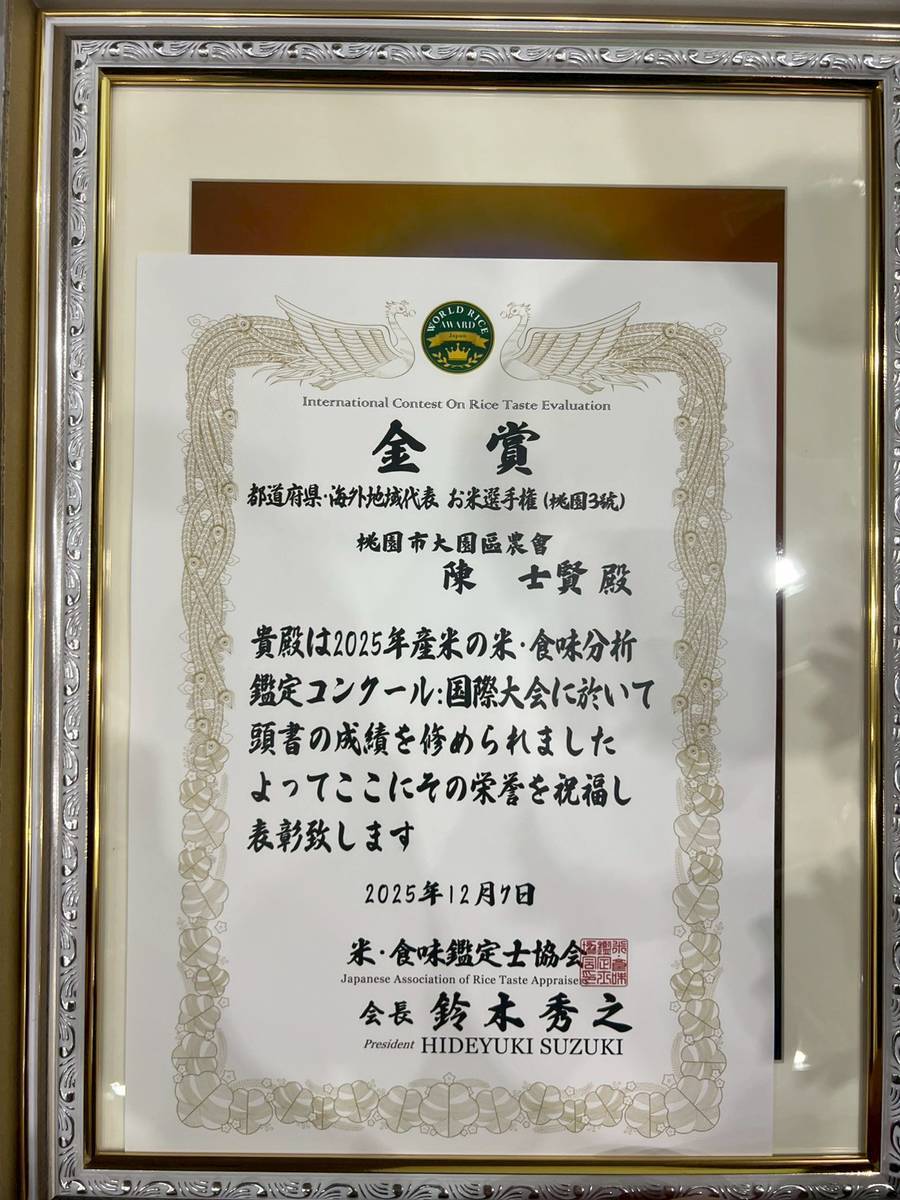 WORLD RICE
AWARD
Japan
International Contest On Rice Taste Evaluation
金 賞
都道府県・海外地域代表 お米選手権(桃園3號)
桃園市大園區農會
陳 士賢 殿
貴殿は2025年産米の米・食味分析
鑑定コンクール:国際大会に於いて
頭書の成績を修められました
よってここにその栄誉を祝福し
表彰致します
2025年12月7日
米・食味鑑定士協会
Japanese Association of Rice Taste Appraise
会長 鈴木秀之
President HIDEYUKI SUZUKI